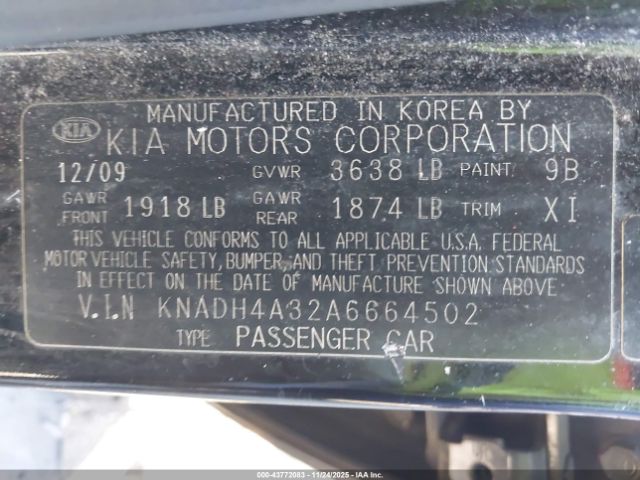 MANUFACTURED IN KOREA BY
KIA KIA MOTORS CORPORATION
12/09 GVWR 3638 LB PAINT 9B
GAWR FRONT 1918 LB GAWR REAR 1874 LB TRIM XI
THIS VEHICLE CONFORMS TO ALL APPLICABLE U.S.A. FEDERAL
MOTOR VEHICLE SAFETY, BUMPER, AND THEFT PREVENTION STANDARDS
IN EFFECT ON THE DATE OF MANUFACTURE SHOWN ABOVE.
V.I.N KNADH4A32A6664502
TYPE PASSENGER CAR
000-43772083 - 11/24/2025 - IAA, Inc.